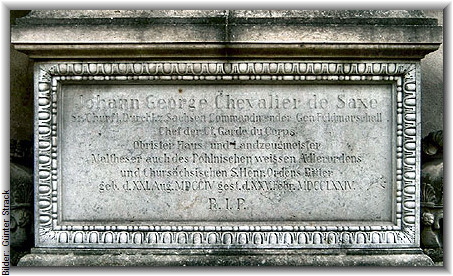 Johann George Chevalier de Saxe
Sr. Churfl. Durchl. z. Sachsen Commandirender Gen. Feldmarschall
Chef der Garde du Corps
Obrister Haus- und Landzeugmeister
Maltheser auch des Pohlnischen weissen Adlerordens
und Chursächsischen S. Henr. Ordens Ritter
geb. d. XXI. Aug. MDCCIV gest. d. XXV. Febr. MDCCLXXIV.
R. I. P.
Bilder: Günter Strack